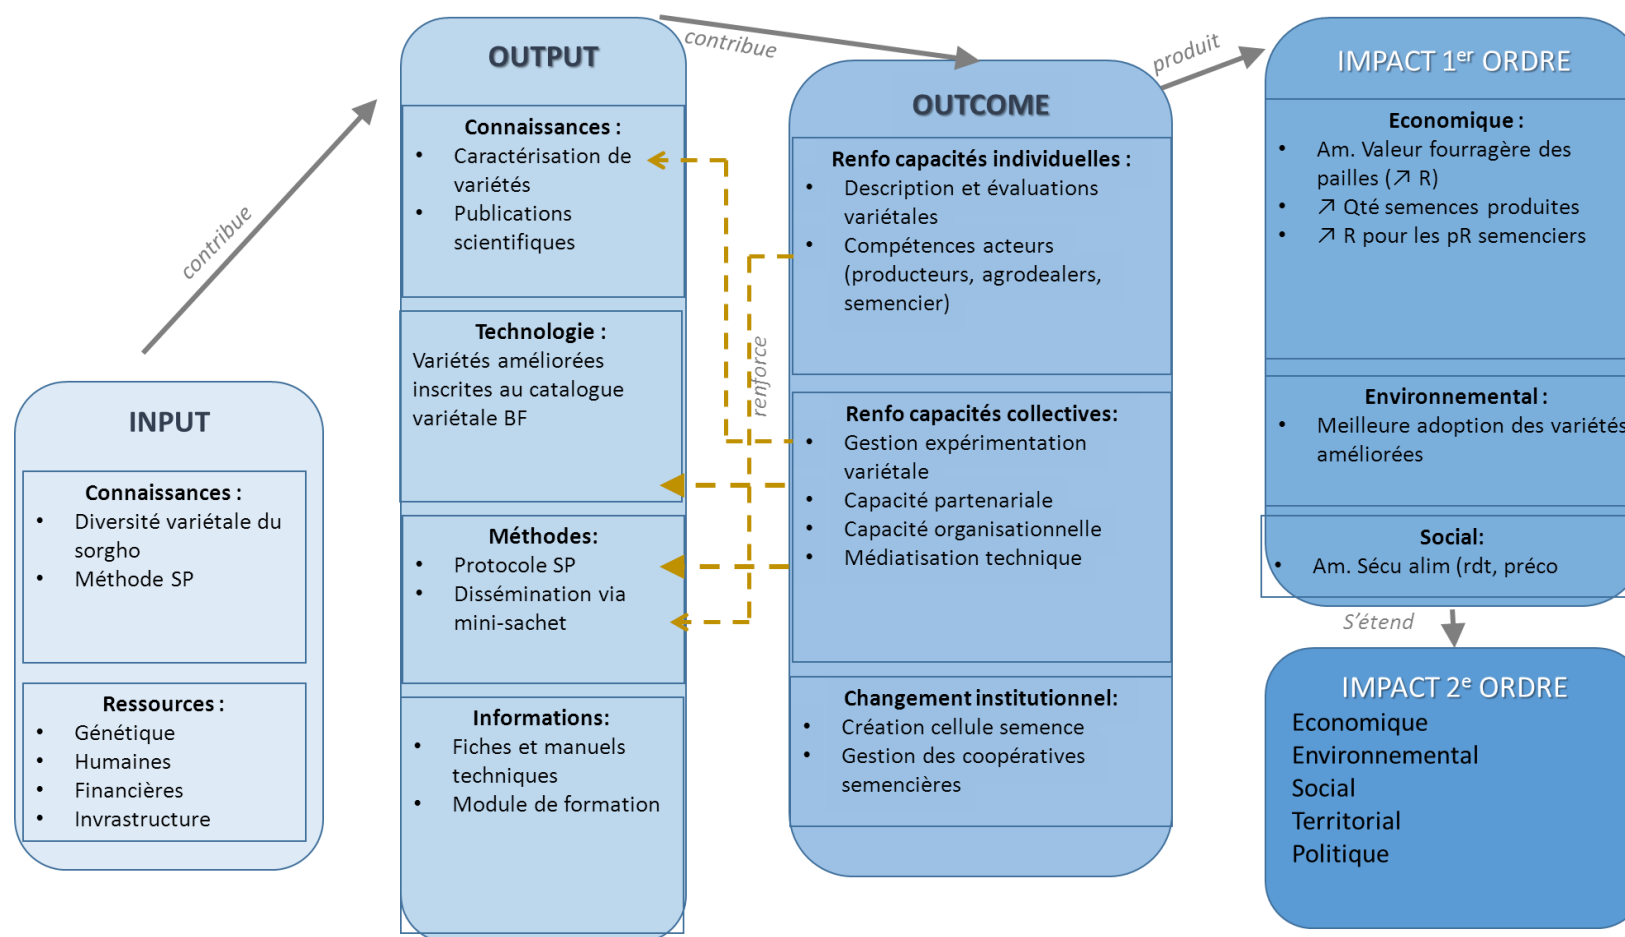 INPUT
Connaissances :
• Diversité variétale du
sorgho
• Méthode SP
Ressources :
• Génétique
• Humaines
• Financières
• Invrastructure
contribue
OUTPUT
Connaissances :
• Caractérisation de
variétés
• Publications
scientifiques
Technologie :
Variétés améliorées
inscrites au catalogue
variétale BF
Méthodes:
• Protocole SP
• Dissémination via
mini-sachet
Informations:
• Fiches et manuels
techniques
• Module de formation
contribue
renforce
OUTCOME
Renfo capacités individuelles :
• Description et évaluations
variétales
• Compétences acteurs
(producteurs, agrodealers,
semencier)
Renfo capacités collectives:
• Gestion expérimentation
variétale
• Capacité partenariale
• Capacité organisationnelle
• Médiatisation technique
Changement institutionnel:
• Création cellule semence
• Gestion des coopératives
semencières
produit
IMPACT 1er ORDRE
Economique :
• Am. Valeur fourragère des
pailles (↗ R)
• ↗ Qté semences produites
• ↗ R pour les pR semenciers
Environnemental :
• Meilleure adoption des variétés
améliorées
Social:
• Am. Sécu alim (rdt, préco
S'étend
IMPACT 2e ORDRE
Economique
Environnemental
Social
Territorial
Politique